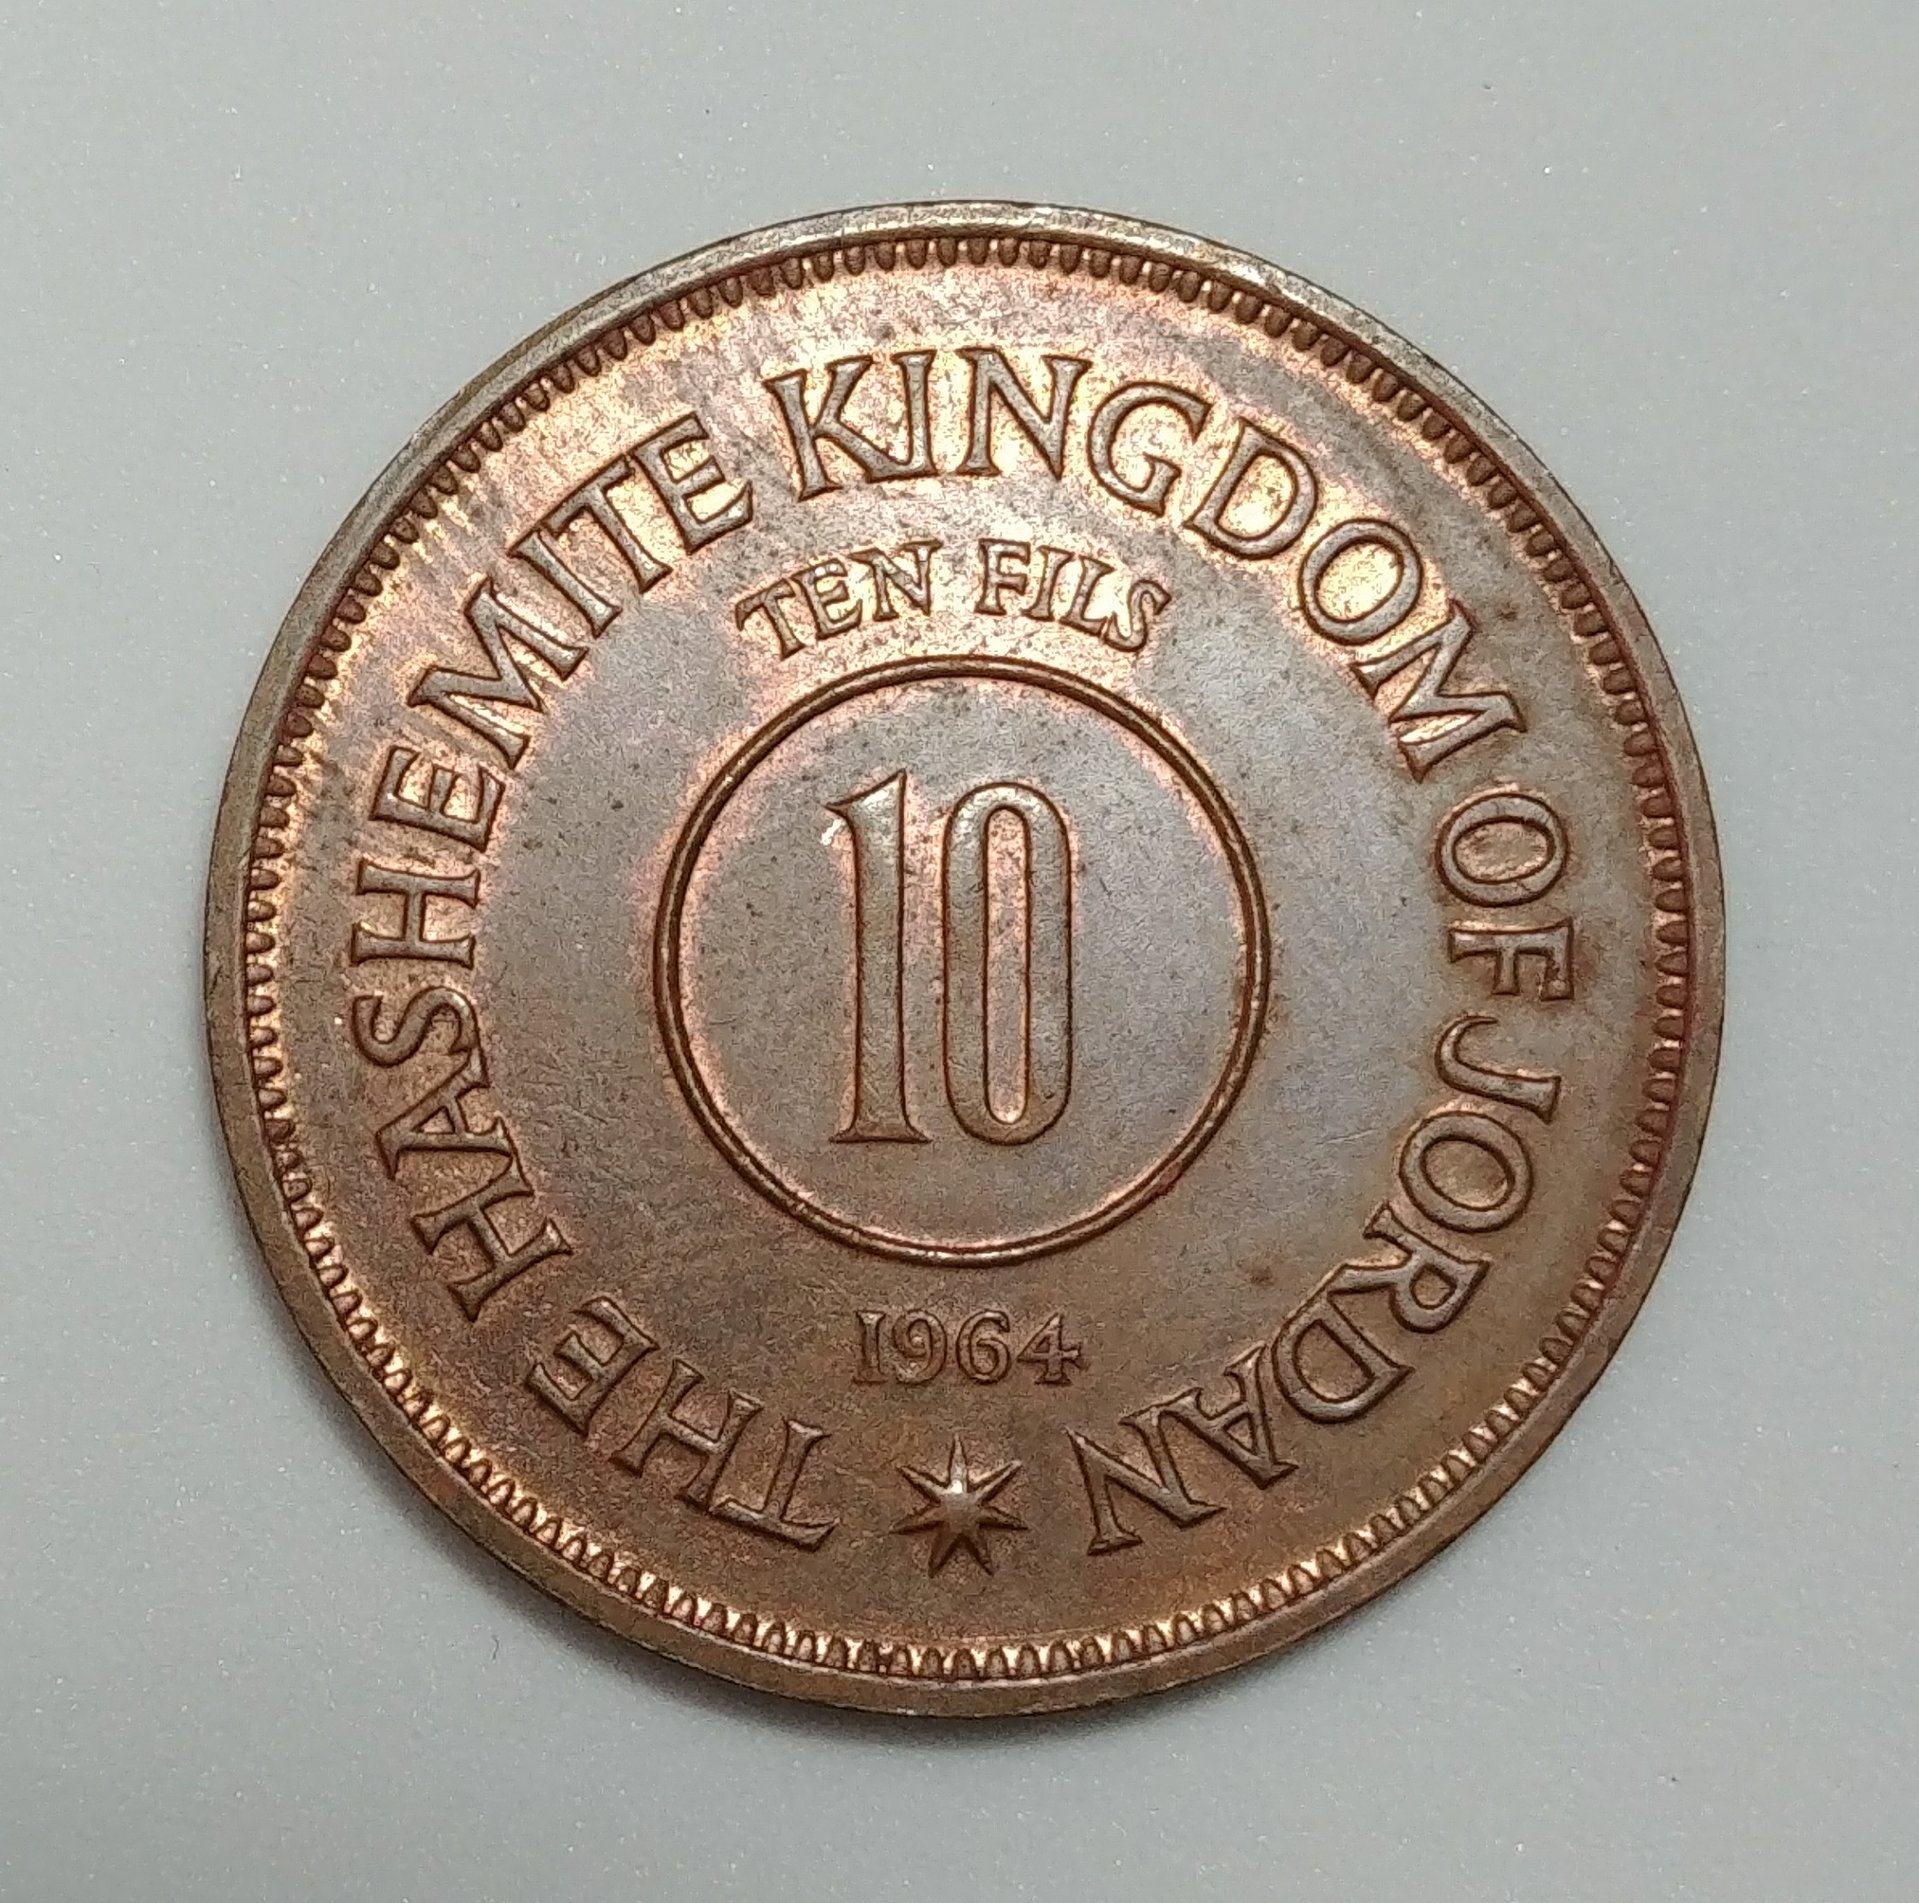 THE HASHEMITE KINGDOM OF JORDAN
TEN FILS
10
1964